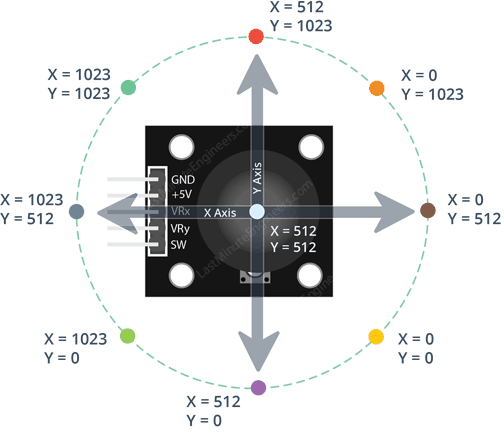 X = 512
Y = 1023
X = 1023
Y = 1023
X = 0
Y = 1023
GND
+5V
VRx
VRy
SW
Y Axis
X Axis
X = 1023
Y = 512
X = 512
Y = 512
X = 0
Y = 512
X = 1023
Y = 0
X = 0
Y = 0
X = 512
Y = 0
LastMinuteEngineers.com